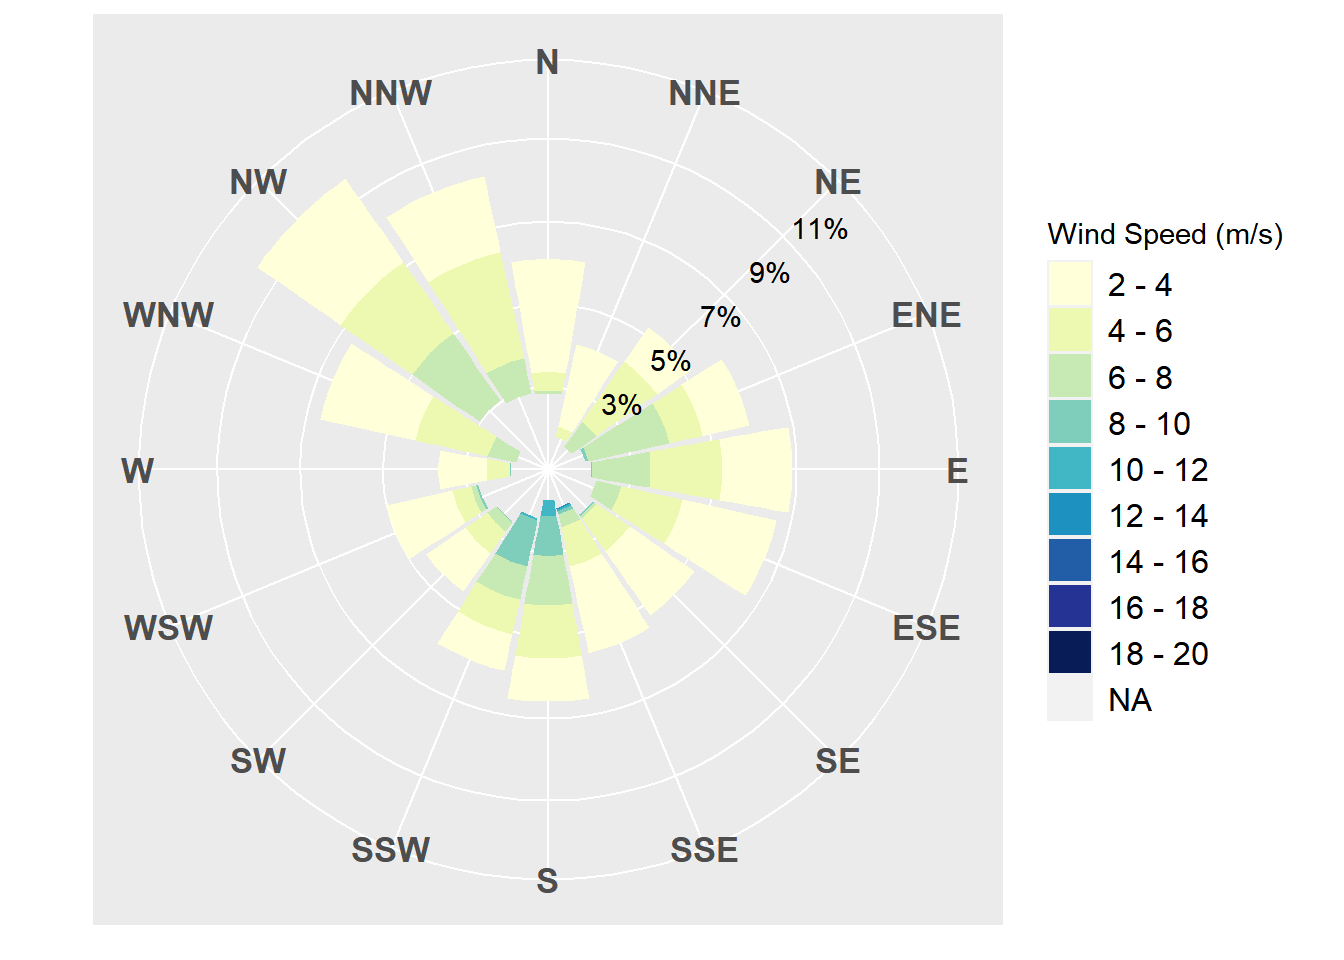 N
NNW
NNE
NW
NE
11%
9%
WNW
ENE
7%
5%
3%
W
E
WSW
ESE
SW
SE
SSW
SSE
S
Wind Speed (m/s)
2 - 4
4 - 6
6 - 8
8 - 10
10 - 12
12 - 14
14 - 16
16 - 18
18 - 20
NA